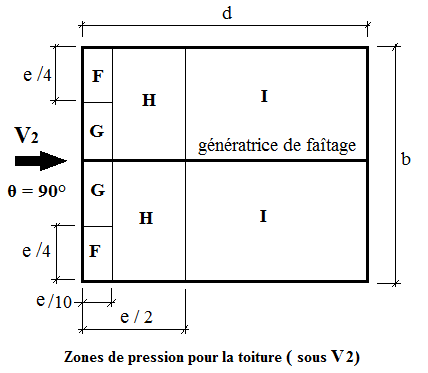 d
e /4
F
H
I
G
V2
génératrice de faîtage
b
θ = 90°
G
H
I
e/4
F
e/10
e / 2
Zones de pression pour la toiture ( sous V2)